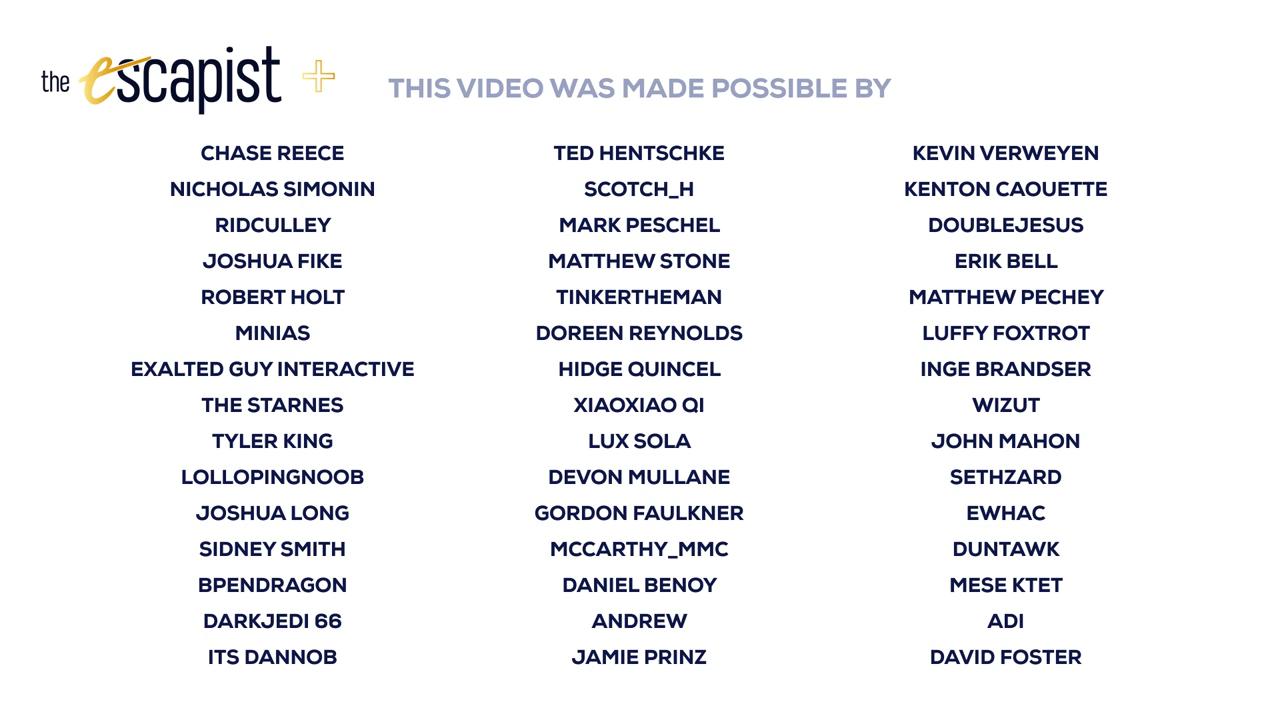 the escapist +
THIS VIDEO WAS MADE POSSIBLE BY
CHASE REECE
NICHOLAS SIMONIN
RIDCULLEY
JOSHUA FIKE
ROBERT HOLT
MINIAS
EXALTED GUY INTERACTIVE
THE STARNES
TYLER KING
LOLLOPINGNOOB
JOSHUA LONG
SIDNEY SMITH
BPENDRAGON
DARKJEDI 66
ITS DANNOB
TED HENTSCHKE
SCOTCH_H
MARK PESCHEL
MATTHEW STONE
TINKERTHEMAN
DOREEN REYNOLDS
HIDGE QUINCEL
XIAOXIAO QI
LUX SOLA
DEVON MULLANE
GORDON FAULKNER
MCCARTHY_MMC
DANIEL BENOY
ANDREW
JAMIE PRINZ
KEVIN VERWEYEN
KENTON CAOUETTE
DOUBLEJESUS
ERIK BELL
MATTHEW PECHEY
LUFFY FOXTROT
INGE BRANDSER
WIZUT
JOHN MAHON
SETHZARD
EWHAC
DUNTAWK
MESE KTET
ADI
DAVID FOSTER